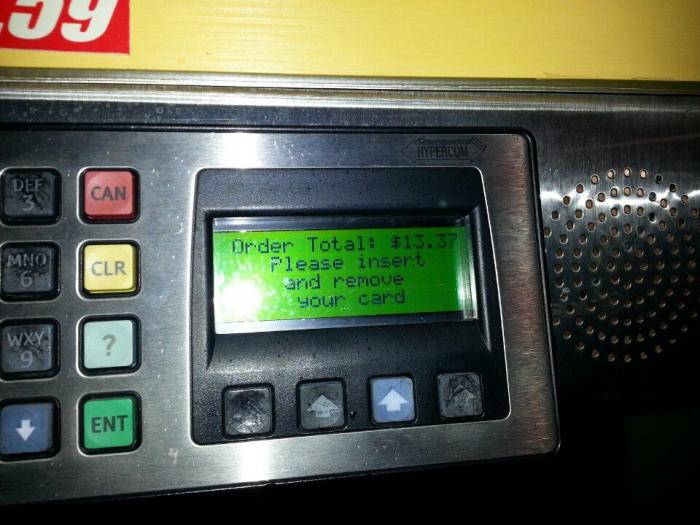 .59
HYPERCOM
Order Total: $13.37
Please insert
and remove
your card
DEF
3
CAN
MNO
6
CLR
WXY
9
?
ENT